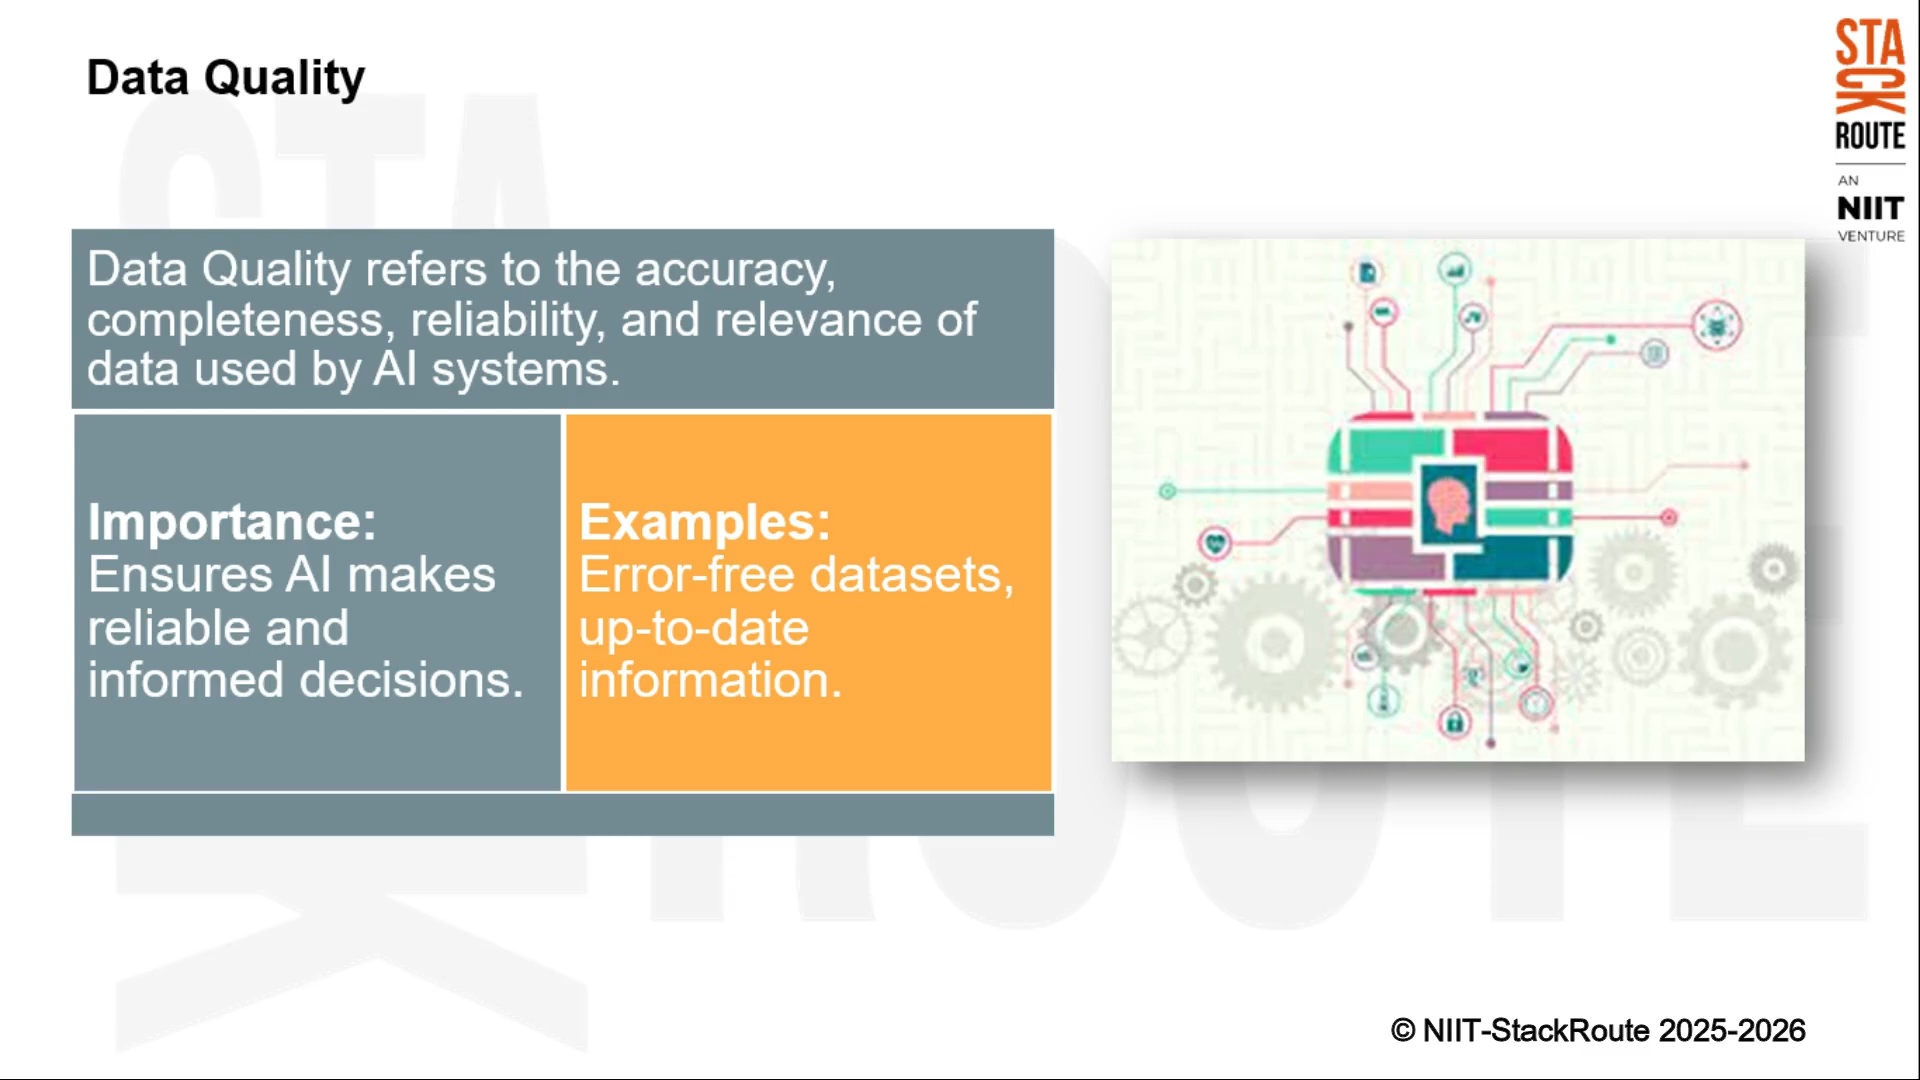 Data Quality
STA
CK
ROUTE
AN
NIIT
VENTURE
Data Quality refers to the accuracy,
completeness, reliability, and relevance of
data used by AI systems.
Importance:
Ensures AI makes
reliable and
informed decisions.
Examples:
Error-free datasets,
up-to-date
information.
© NIIT-StackRoute 2025-2026